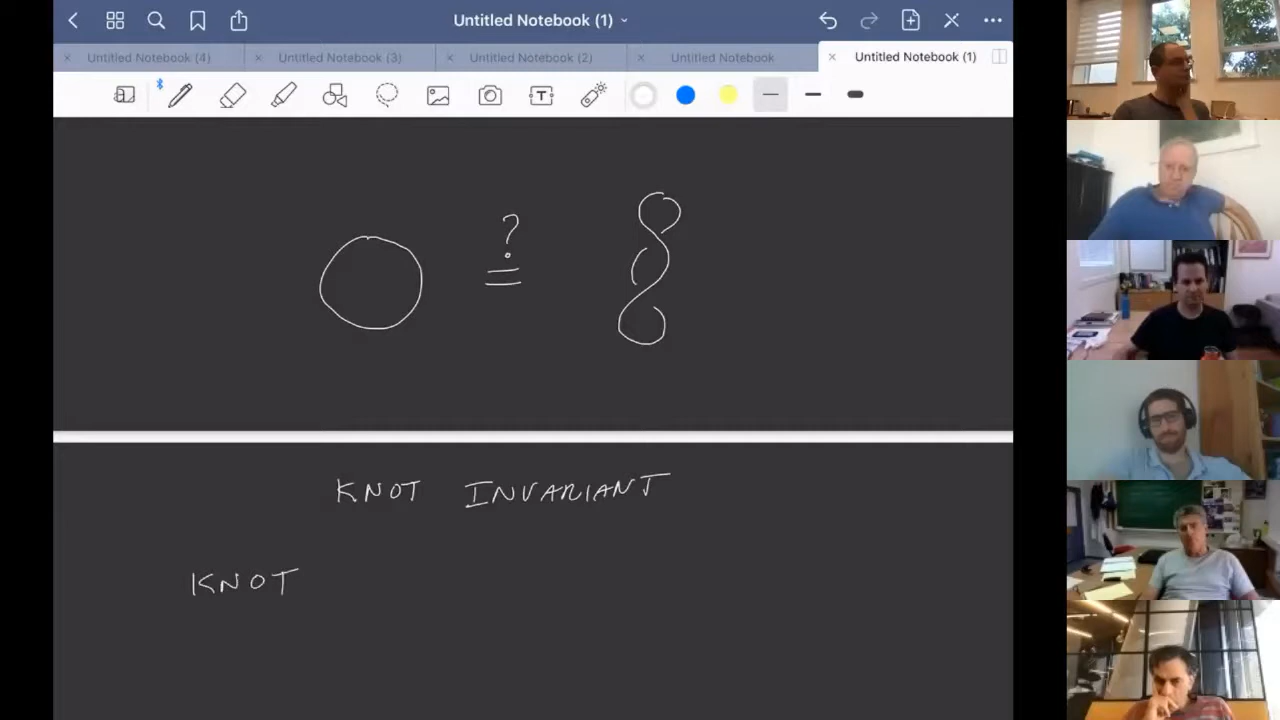 Untitled Notebook (1)
Untitled Notebook (4)
Untitled Notebook (3)
Untitled Notebook (2)
Untitled Notebook
Untitled Notebook (1)
T
?
=
KNOT INVARIANT
KNOT